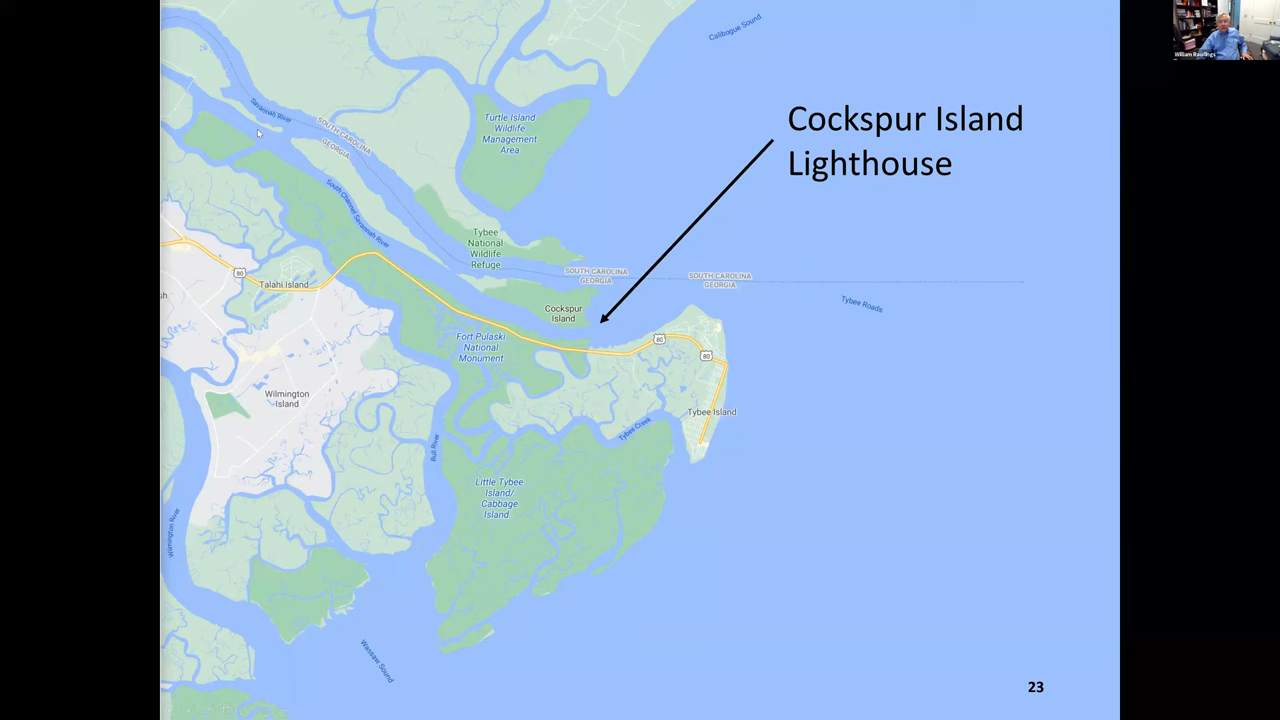 Calibogue Sound
William Rawlings
Savannah River
SOUTH CAROLINA
GEORGIA
Turtle Island
Wildlife
Management
Area
Cockspur Island
Lighthouse
South Channel Savannah River
Tybee
National
Wildlife
Refuge
80
Talahi Island
SOUTH CAROLINA
GEORGIA
SOUTH CAROLINA
GEORGIA
Tybee Roads
sh
Cockspur
Island
Fort Pulaski
National
Monument
80
80
Wilmington
Island
Tybee Island
Tybee Creek
Bull River
Little Tybee
Island/
Cabbage
Island...
Wilmington River
Wassaw Sound
23